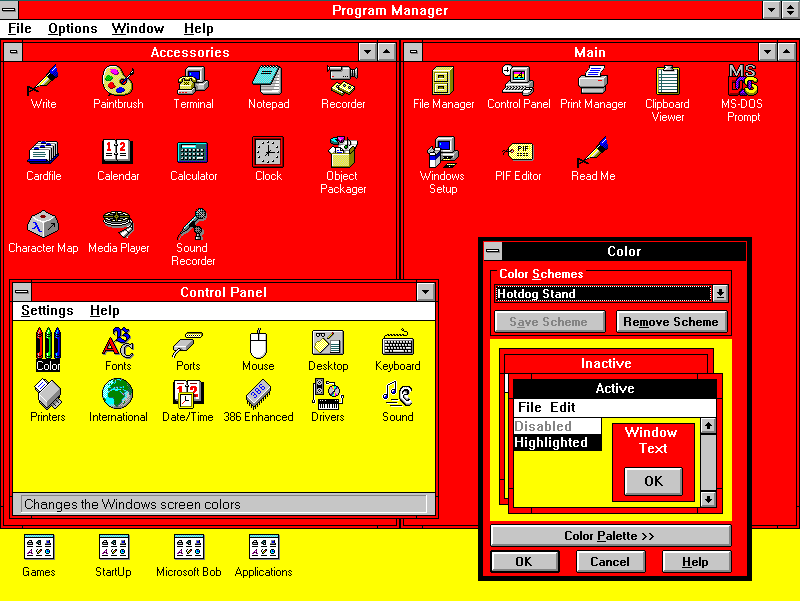 Program Manager
File Options Window Help
Accessories
Write
Paintbrush
Terminal
Notepad
Recorder
Cardfile
Calendar
Calculator
Clock
Object
Packager
Character Map
Media Player
Sound
Recorder
Main
File Manager
Control Panel
Print Manager
Clipboard
Viewer
MS-DOS
Prompt
Windows
Setup
PIF
PIF Editor
Read Me
Control Panel
Settings Help
Color
Fonts
Ports
Mouse
Desktop
Keyboard
Printers
International
Date/Time
386
386 Enhanced
Drivers
Sound
Changes the Windows screen colors
Color
Color Schemes
Hotdog Stand
Save Scheme
Remove Scheme
Inactive
Active
File Edit
Disabled
Highlighted
Window
Text
OK
Color Palette >>
OK
Cancel
Help
Games
StartUp
Microsoft Bob
Applications